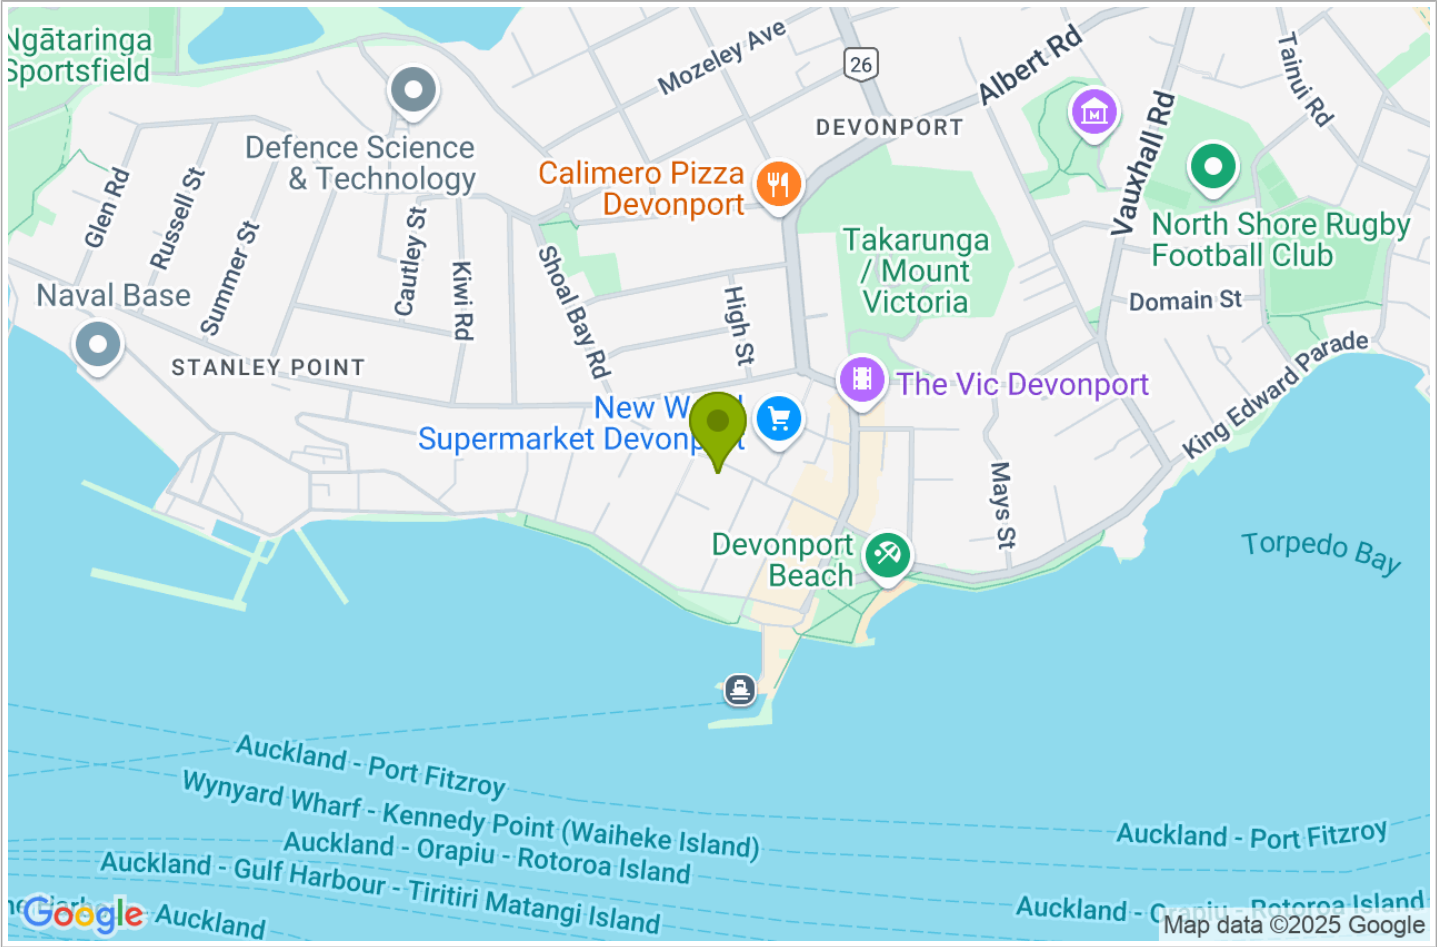 Ngātaringa
Sportsfield
Mozeley Ave
26
Albert Rd
Tainui Rd
DEVONPORT
Vauxhall Rd
Defence Science
& Technology
Calimero Pizza
Devonport
Glen Rd
Russell St
Summer St
Cautley St
Kiwi Rd
Shoal Bay Rd
High St
Takarunga
/ Mount
Victoria
North Shore Rugby
Football Club
Domain St
Naval Base
STANLEY POINT
King Edward Parade
The Vic Devonport
New
Supermarket
Mays St
Devonport
Beach
Torpedo Bay
Auckland - Port Fitzroy
Wynyard Wharf - Kennedy Point (Waiheke Island)
Auckland - Orapiu - Rotoroa Island
Auckland - Gulf Harbour - Tiritiri Matangi Island
Auckland - Port Fitzroy
Auckland - Orapiu - Rotoroa Island
- Auckland
Google
Map data ©2025 Google